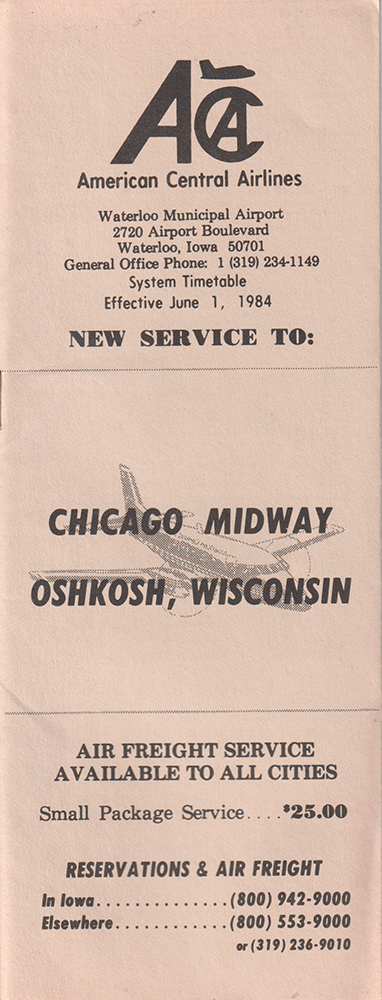 ACA
American Central Airlines
Waterloo Municipal Airport
2720 Airport Boulevard
Waterloo, Iowa 50701
General Office Phone: 1 (319) 234-1149
System Timetable
Effective June 1, 1984
NEW SERVICE TO:
CHICAGO MIDWAY
OSHKOSH, WISCONSIN
AIR FREIGHT SERVICE
AVAILABLE TO ALL CITIES
Small Package Service....$25.00
RESERVATIONS & AIR FREIGHT
In Iowa..............(800) 942-9000
Elsewhere............(800) 553-9000
or (319) 236-9010